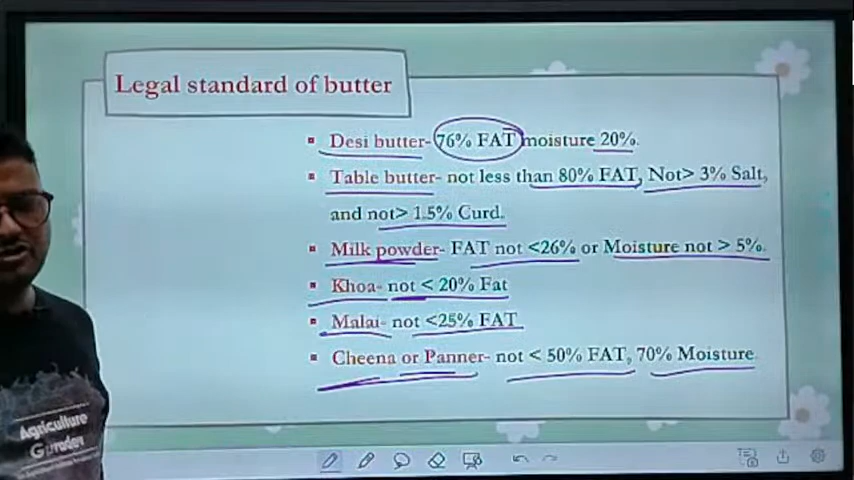 Legal standard of butter
▪ Desi butter- 76% FAT moisture 20%.
▪ Table butter- not less than 80% FAT, Not> 3% Salt,
and not> 1.5% Curd.
▪ Milk powder- FAT not <26% or Moisture not > 5%.
▪ Khoa- not < 20% Fat
▪ Malai- not <25% FAT
▪ Cheena or Panner- not < 50% FAT, 70% Moisture.
Agriculture